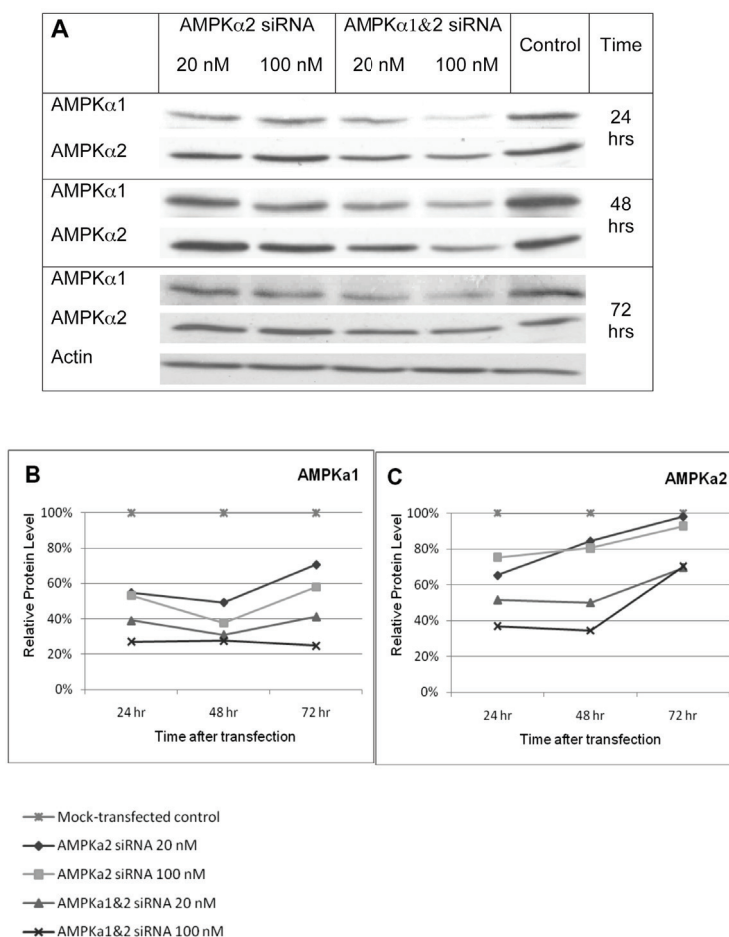 A
AMPKα2 siRNA AMPKα1&2 siRNA Control Time
20 nM 100 nM 20 nM 100 nM
AMPKα1
AMPKα2
24
hrs
AMPKα1
AMPKα2
48
hrs
AMPKα1
AMPKα2
Actin
72
hrs
B
AMPKa1
Relative Protein Level
100%
80%
60%
40%
20%
0%
24 hr 48 hr 72 hr
Time after transfection
C
AMPKa2
Relative Protein Level
100%
80%
60%
40%
20%
0%
24 hr 48 hr 72 hr
Time after transfection
Mock-transfected control
AMPKa2 siRNA 20 nM
AMPKa2 siRNA 100 nM
AMPKa1&2 siRNA 20 nM
AMPKa1&2 siRNA 100 nM